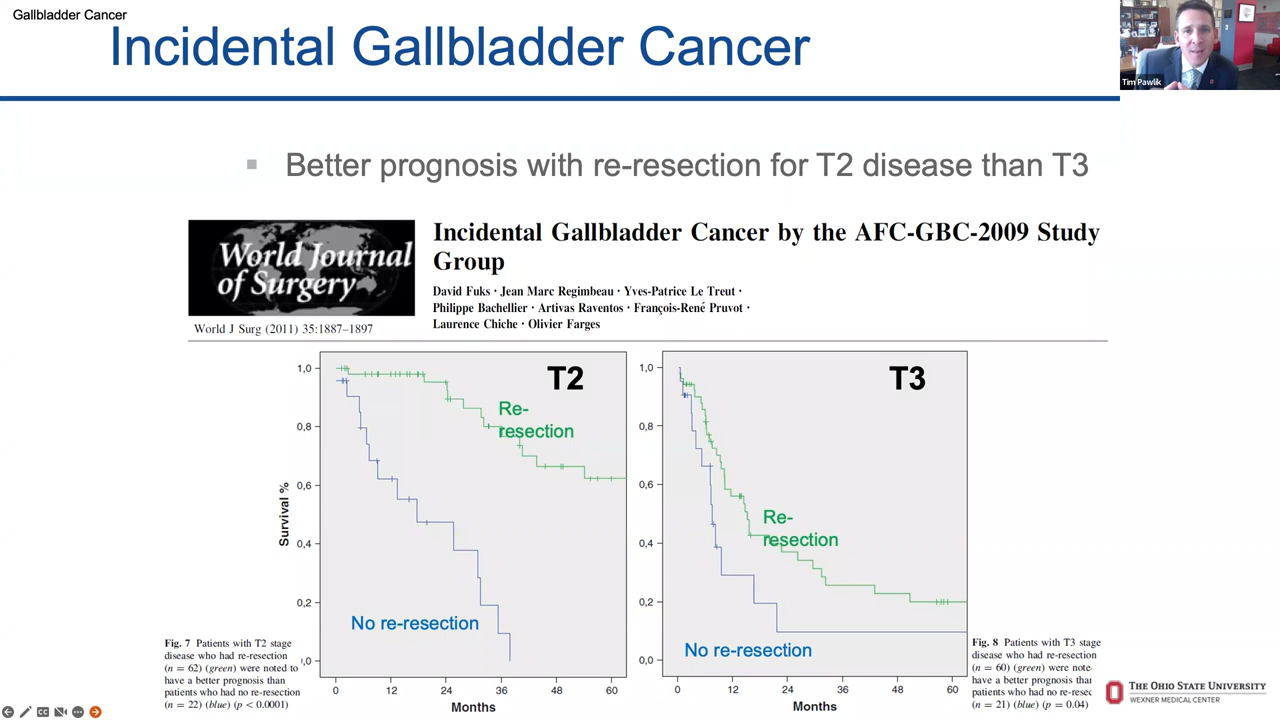 Gallbladder Cancer
Incidental Gallbladder Cancer
Tim Pawlik
▪ Better prognosis with re-resection for T2 disease than T3
World Journal
of Surgery
World J Surg (2011) 35:1887–1897
Incidental Gallbladder Cancer by the AFC-GBC-2009 Study
Group
David Fuks · Jean Marc Regimbeau · Yves-Patrice Le Treut ·
Philippe Bachellier · Artivas Raventos · François-René Pruvot ·
Laurence Chiche · Olivier Farges
T2
Re-
resection
No re-resection
Survival %
1,0
0,8
0,6
0,4
0,2
,0
0 12 24 36 48 60
Months
Fig. 7 Patients with T2 stage
disease who had re-resection
(n = 62) (green) were noted to
have a better prognosis than
patients who had no re-resection
(n = 22) (blue) (p < 0.0001)
T3
Re-
resection
No re-resection
1,0
0,8
0,6
0,4
0,2
0,0
0 12 24 36 48 60
Months
Fig. 8 Patients with T3 stage
disease who had re-resection
(n = 60) (green) were note
have a better prognosis than
patients who had no re-resec
(n = 21) (blue) (p = 0.04)
CC
THE OHIO STATE UNIVERSITY
WEXNER MEDICAL CENTER